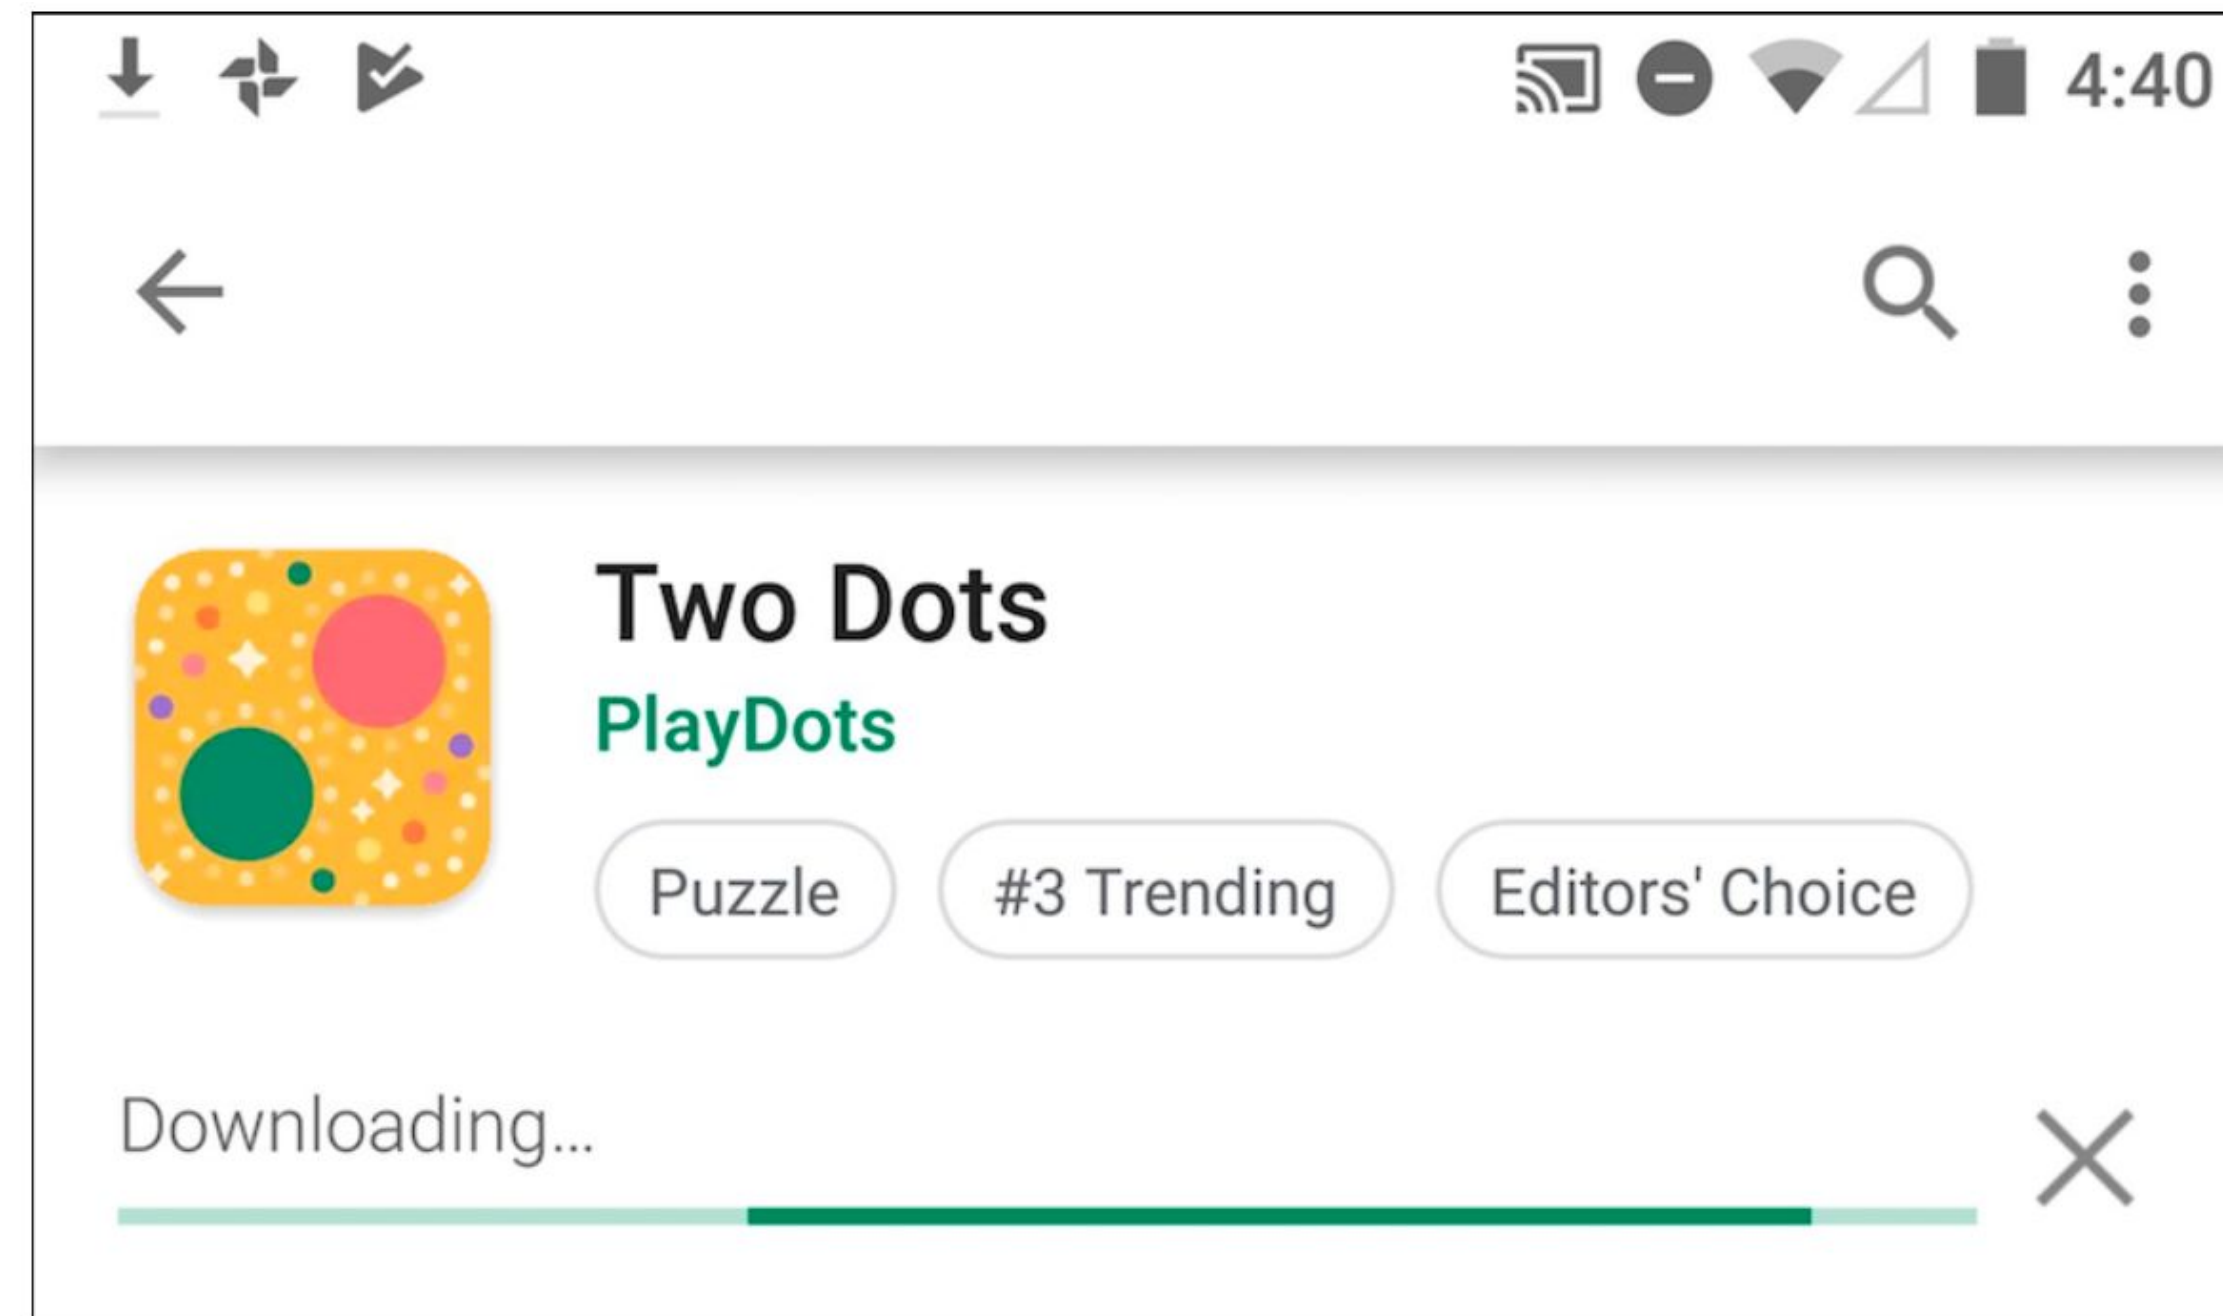 4:40
Two Dots
PlayDots
Puzzle #3 Trending Editors' Choice
Downloading...